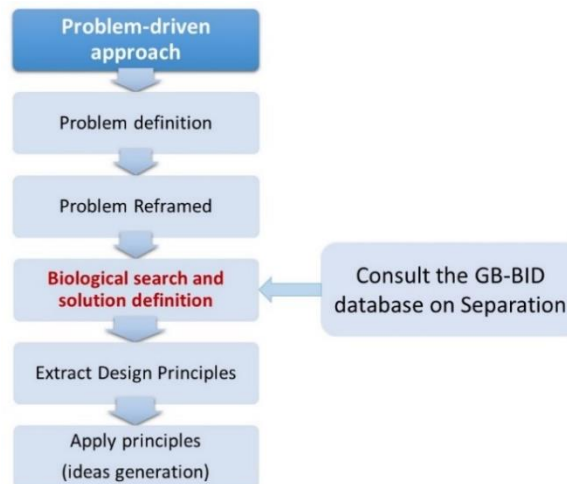 Problem-driven
approach
Problem definition
Problem Reframed
Biological search and
solution definition
Consult the GB-BID
database on Separation
Extract Design Principles
Apply principles
(ideas generation)